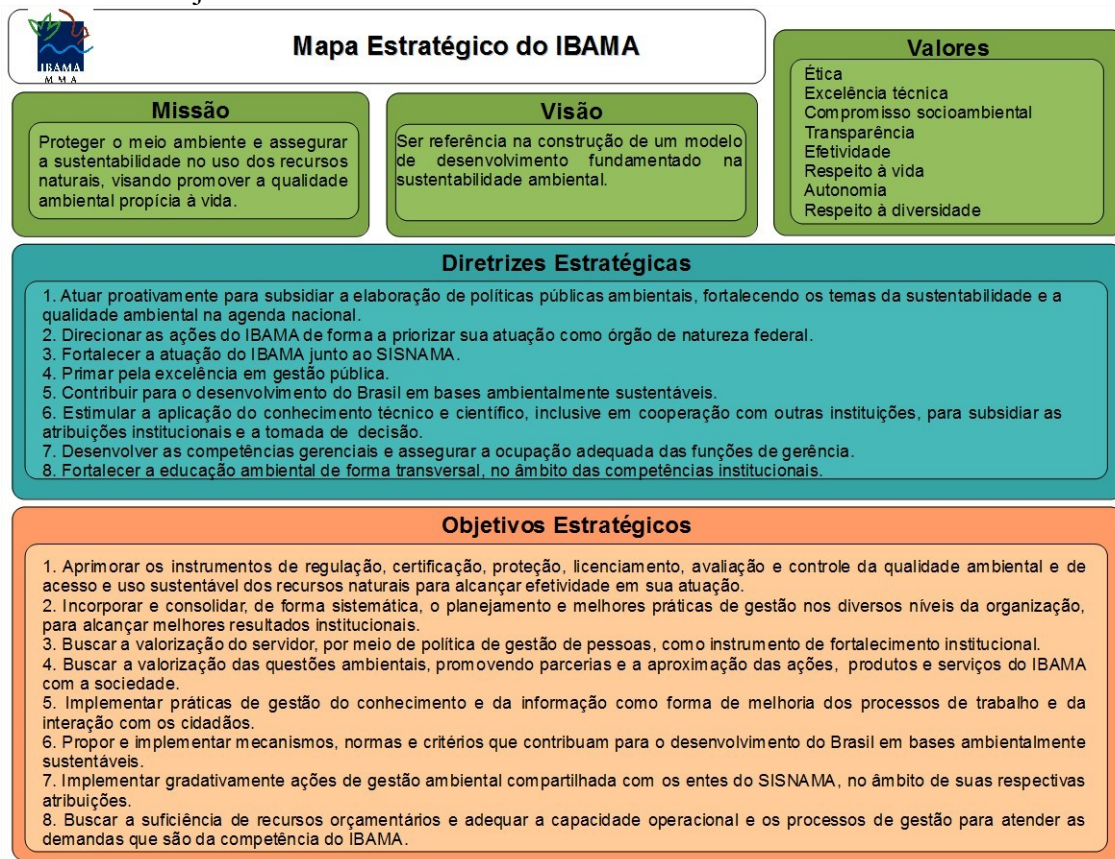 IBAMA
M M A
Mapa Estratégico do IBAMA
Valores
Ética
Excelência técnica
Compromisso socioambiental
Transparência
Efetividade
Respeito à vida
Autonomia
Respeito à diversidade
Missão
Proteger o meio ambiente e assegurar
a sustentabilidade no uso dos recursos
naturais, visando promover a qualidade
ambiental propícia à vida.
Visão
Ser referência na construção de um modelo
de desenvolvimento fundamentado na
sustentabilidade ambiental.
Diretrizes Estratégicas
1. Atuar proativamente para subsidiar a elaboração de políticas públicas ambientais, fortalecendo os temas da sustentabilidade e a
qualidade ambiental na agenda nacional.
2. Direcionar as ações do IBAMA de forma a priorizar sua atuação como órgão de natureza federal.
3. Fortalecer a atuação do IBAMA junto ao SISNAMA.
4. Primar pela excelência em gestão pública.
5. Contribuir para o desenvolvimento do Brasil em bases ambientalmente sustentáveis.
6. Estimular a aplicação do conhecimento técnico e científico, inclusive em cooperação com outras instituições, para subsidiar as
atribuições institucionais e a tomada de decisão.
7. Desenvolver as competências gerenciais e assegurar a ocupação adequada das funções de gerência.
8. Fortalecer a educação ambiental de forma transversal, no âmbito das competências institucionais.
Objetivos Estratégicos
1. Aprimorar os instrumentos de regulação, certificação, proteção, licenciamento, avaliação e controle da qualidade ambiental e de
acesso e uso sustentável dos recursos naturais para alcançar efetividade em sua atuação.
2. Incorporar e consolidar, de forma sistemática, o planejamento e melhores práticas de gestão nos diversos níveis da organização,
para alcançar melhores resultados institucionais.
3. Buscar a valorização do servidor, por meio de política de gestão de pessoas, como instrumento de fortalecimento institucional.
4. Buscar a valorização das questões ambientais, promovendo parcerias e a aproximação das ações, produtos e serviços do IBAMA
com a sociedade.
5. Implementar práticas de gestão do conhecimento e da informação como forma de melhoria dos processos de trabalho e da
interação com os cidadãos.
6. Propor e implementar mecanismos, normas e critérios que contribuam para o desenvolvimento do Brasil em bases ambientalmente
sustentáveis.
7. Implementar gradativamente ações de gestão ambiental compartilhada com os entes do SISNAMA, no âmbito de suas respectivas
atribuições.
8. Buscar a suficiência de recursos orçamentários e adequar a capacidade operacional e os processos de gestão para atender as
demandas que são da competência do IBAMA.